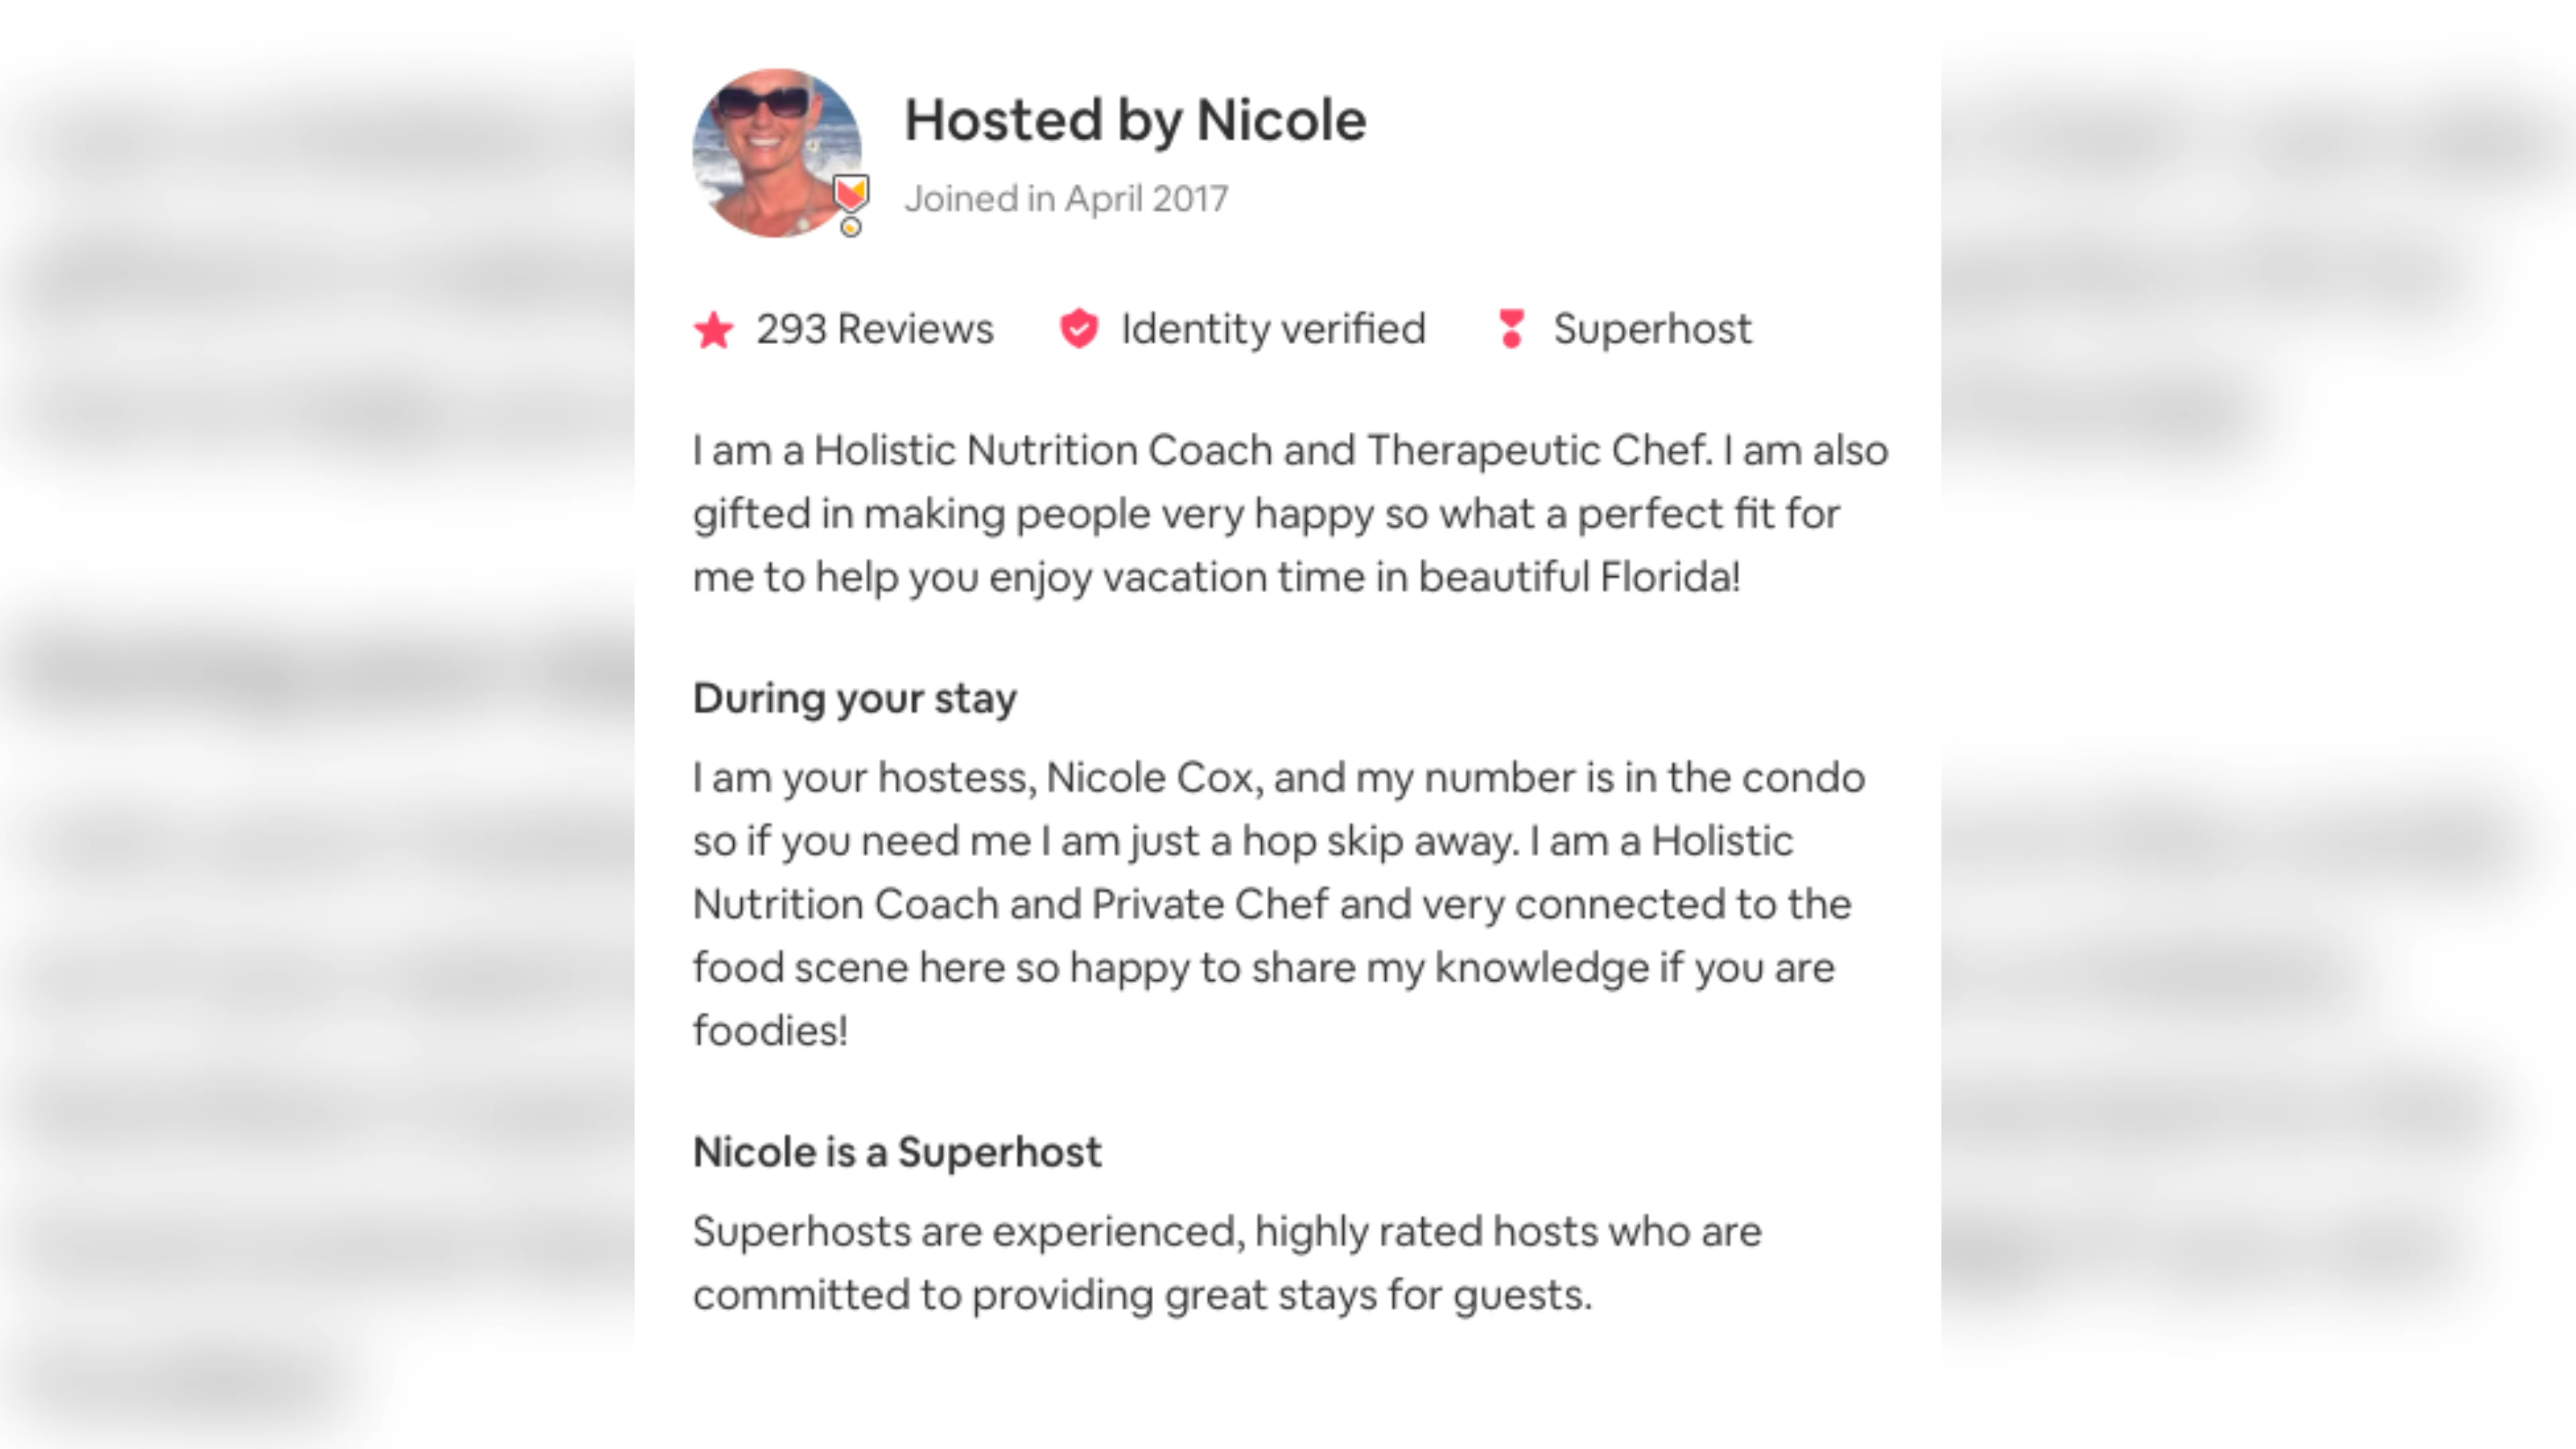 Hosted by Nicole
Joined in April 2017
293 Reviews Identity verified Superhost
I am a Holistic Nutrition Coach and Therapeutic Chef. I am also
gifted in making people very happy so what a perfect fit for
me to help you enjoy vacation time in beautiful Florida!
During your stay
I am your hostess, Nicole Cox, and my number is in the condo
so if you need me I am just a hop skip away. I am a Holistic
Nutrition Coach and Private Chef and very connected to the
food scene here so happy to share my knowledge if you are
foodies!
Nicole is a Superhost
Superhosts are experienced, highly rated hosts who are
committed to providing great stays for guests.